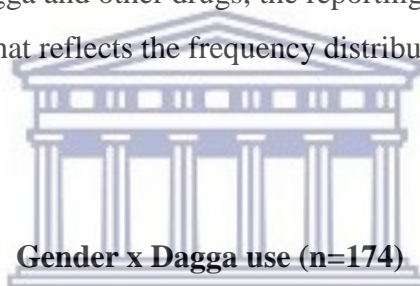 gga and other drugs, the reporting
hat reflects the frequency distribu
Gender x Dagga use (n=174)